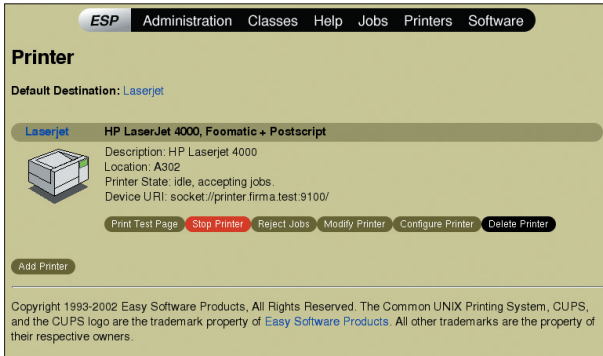 ESP Administration Classes Help Jobs Printers Software
Printer
Default Destination: Laserjet
Laserjet HP LaserJet 4000, Foomatic + Postscript
Description: HP Laserjet 4000
Location: A302
Printer State: idle, accepting jobs.
Device URI: socket://printer.firma.test:9100/
Print Test Page Stop Printer Reject Jobs Modify Printer Configure Printer Delete Printer
Add Printer
Copyright 1993-2002 Easy Software Products, All Rights Reserved. The Common UNIX Printing System, CUPS,
and the CUPS logo are the trademark property of Easy Software Products. All other trademarks are the property of
their respective owners.